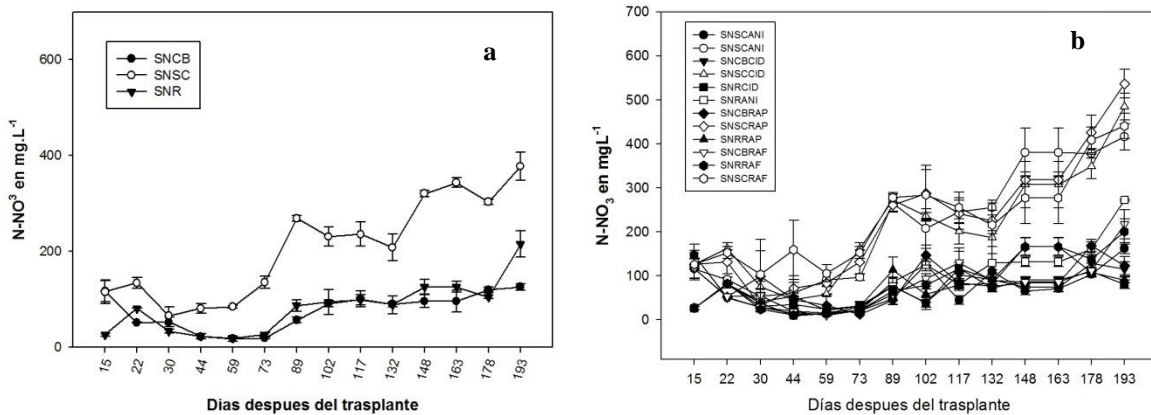 a
SNCB
SNSC
SNR
600
400
200
0
N-NO³ en mg.L⁻¹
15 22 30 44 59 73 89 102 117 132 148 163 178 193
Días despues del trasplante
b
SNSCANI
SNSCANI
SNCBCID
SNSCCID
SNRCID
SNRANI
SNCBRAP
SNSCRAP
SNRRAP
SNCBRAF
SNRRAF
SNSCRAF
700
600
500
400
300
200
100
0
N-NO₃ en mgL⁻¹
15 22 30 44 59 73 89 102 117 132 148 163 178 193
Días despues del trasplante